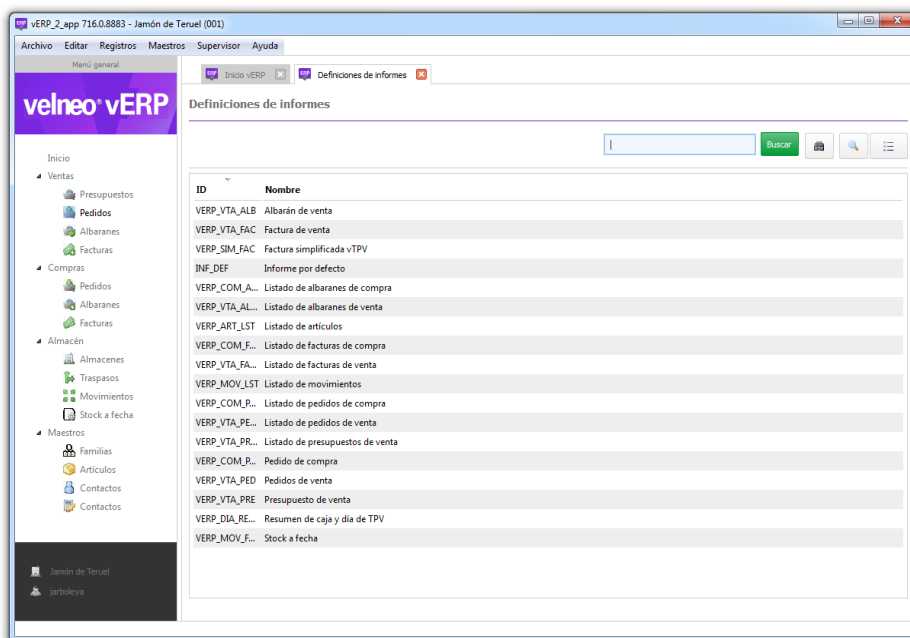 vERP_2_app 716.0.8883 - Jamón de Teruel (001)
Archivo Editar Registros Maestros Supervisor Ayuda
Menú general
velneo® vERP
Inicio
Ventas
Presupuestos
Pedidos
Albaranes
Facturas
Compras
Pedidos
Albaranes
Facturas
Almacén
Almacenes
Traspasos
Movimientos
Stock a fecha
Maestros
Familias
Artículos
Contactos
Contactos
Jamón de Teruel
jarboleya
Inicio vERP Definiciones de informes
Definiciones de informes
Buscar
ID Nombre
VERP_VTA_ALB Albarán de venta
VERP_VTA_FAC Factura de venta
VERP_SIM_FAC Factura simplificada vTPV
INF_DEF Informe por defecto
VERP_COM_A... Listado de albaranes de compra
VERP_VTA_AL... Listado de albaranes de venta
VERP_ART_LST Listado de artículos
VERP_COM_F... Listado de facturas de compra
VERP_VTA_FA... Listado de facturas de venta
VERP_MOV_LST Listado de movimientos
VERP_COM_P... Listado de pedidos de compra
VERP_VTA_PE... Listado de pedidos de venta
VERP_VTA_PR... Listado de presupuestos de venta
VERP_COM_P... Pedido de compra
VERP_VTA_PED Pedidos de venta
VERP_VTA_PRE Presupuesto de venta
VERP_DIA_RE... Resumen de caja y día de TPV
VERP_MOV_F... Stock a fecha